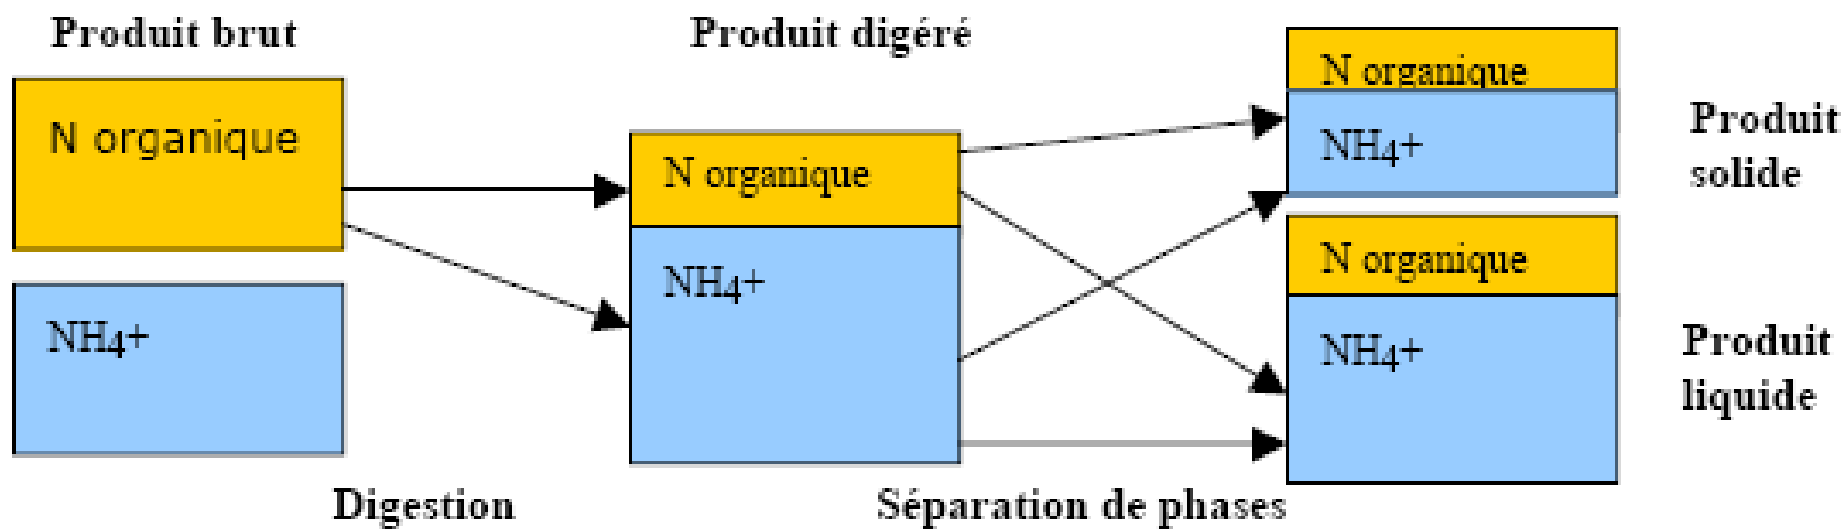 Produit brut
Produit digéré
N organique
NH4+
N organique
NH4+
N organique
NH4+
Produit
solide
N organique
NH4+
Produit
liquide
Digestion
Séparation de phases